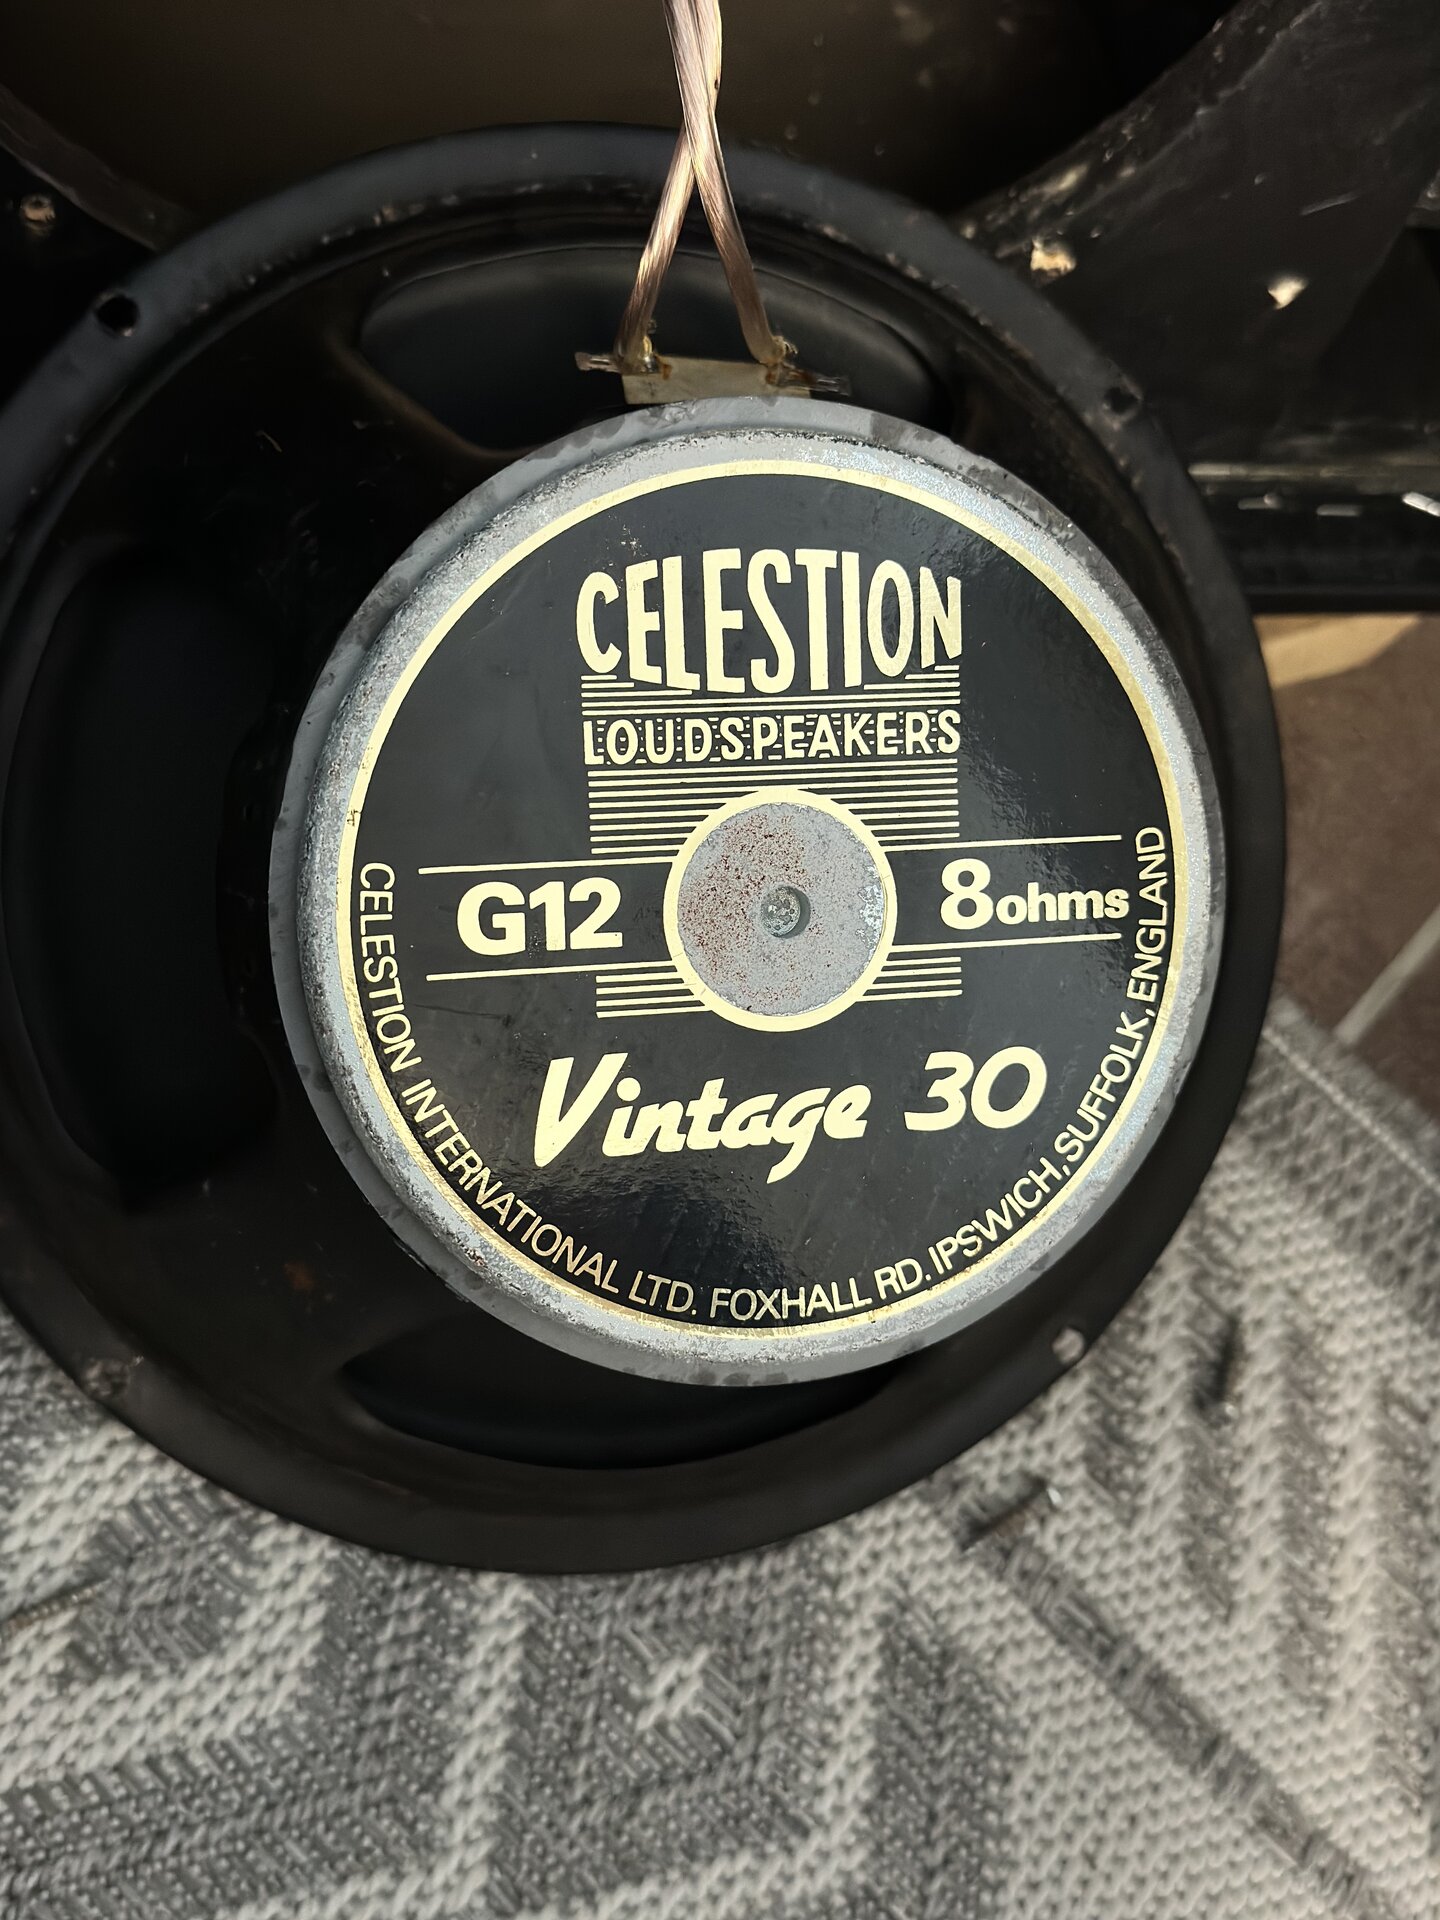 CELESTION
LOUDSPEAKERS
G12
8ohms
Vintage 30
CELESTION INTERNATIONAL LTD. FOXHALL RD. IPSWICH, SUFFOLK, ENGLAND